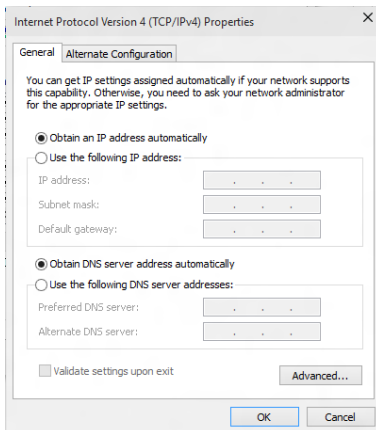 Internet Protocol Version 4 (TCP/IPv4) Properties
General
Alternate Configuration
You can get IP settings assigned automatically if your network supports
this capability. Otherwise, you need to ask your network administrator
for the appropriate IP settings.
Obtain an IP address automatically
Use the following IP address:
IP address:
Subnet mask:
Default gateway:
Obtain DNS server address automatically
Use the following DNS server addresses:
Preferred DNS server:
Alternate DNS server:
Validate settings upon exit
Advanced...
OK
Cancel